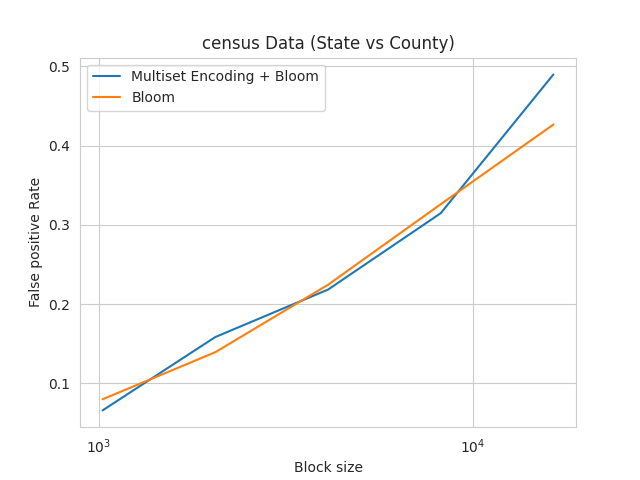 census Data (State vs County)
Multiset Encoding + Bloom
Bloom
False positive Rate
0.5
0.4
0.3
0.2
0.1
10³
10⁴
Block size